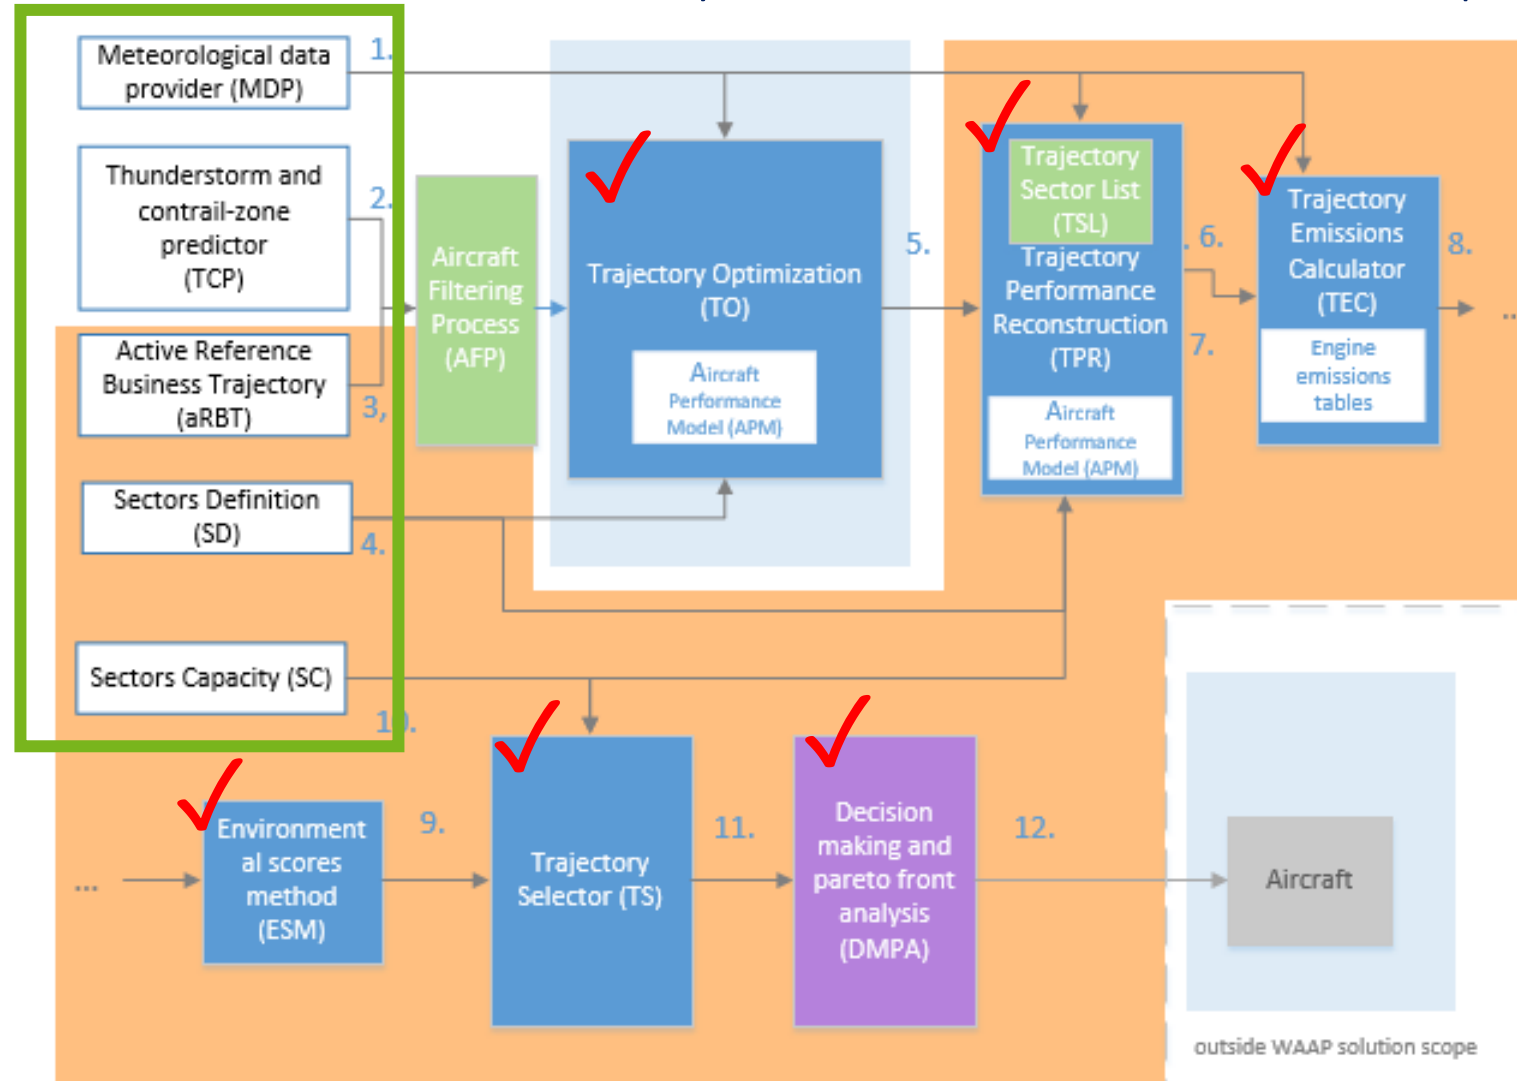 Meteorological data
provider (MDP)
1.
Thunderstorm and
contrail-zone
predictor
(TCP)
2.
Active Reference
Business Trajectory
(aRBT)
3,
Sectors Definition
(SD)
4.
Sectors Capacity (SC)
10.
Aircraft
Filtering
Process
(AFP)
Trajectory Optimization
(TO)
Aircraft
Performance
Model (APM)
5.
Trajectory
Sector List
(TSL)
Trajectory
Performance
Reconstruction
(TPR)
Aircraft
Performance
Model (APM)
. 6.
7.
Trajectory
Emissions
Calculator
(TEC)
Engine
emissions
tables
8.
..
...
Environment
al scores
method
(ESM)
9.
Trajectory
Selector (TS)
11.
Decision
making and
pareto front
analysis
(DMPA)
12.
Aircraft
outside WAAP solution scope